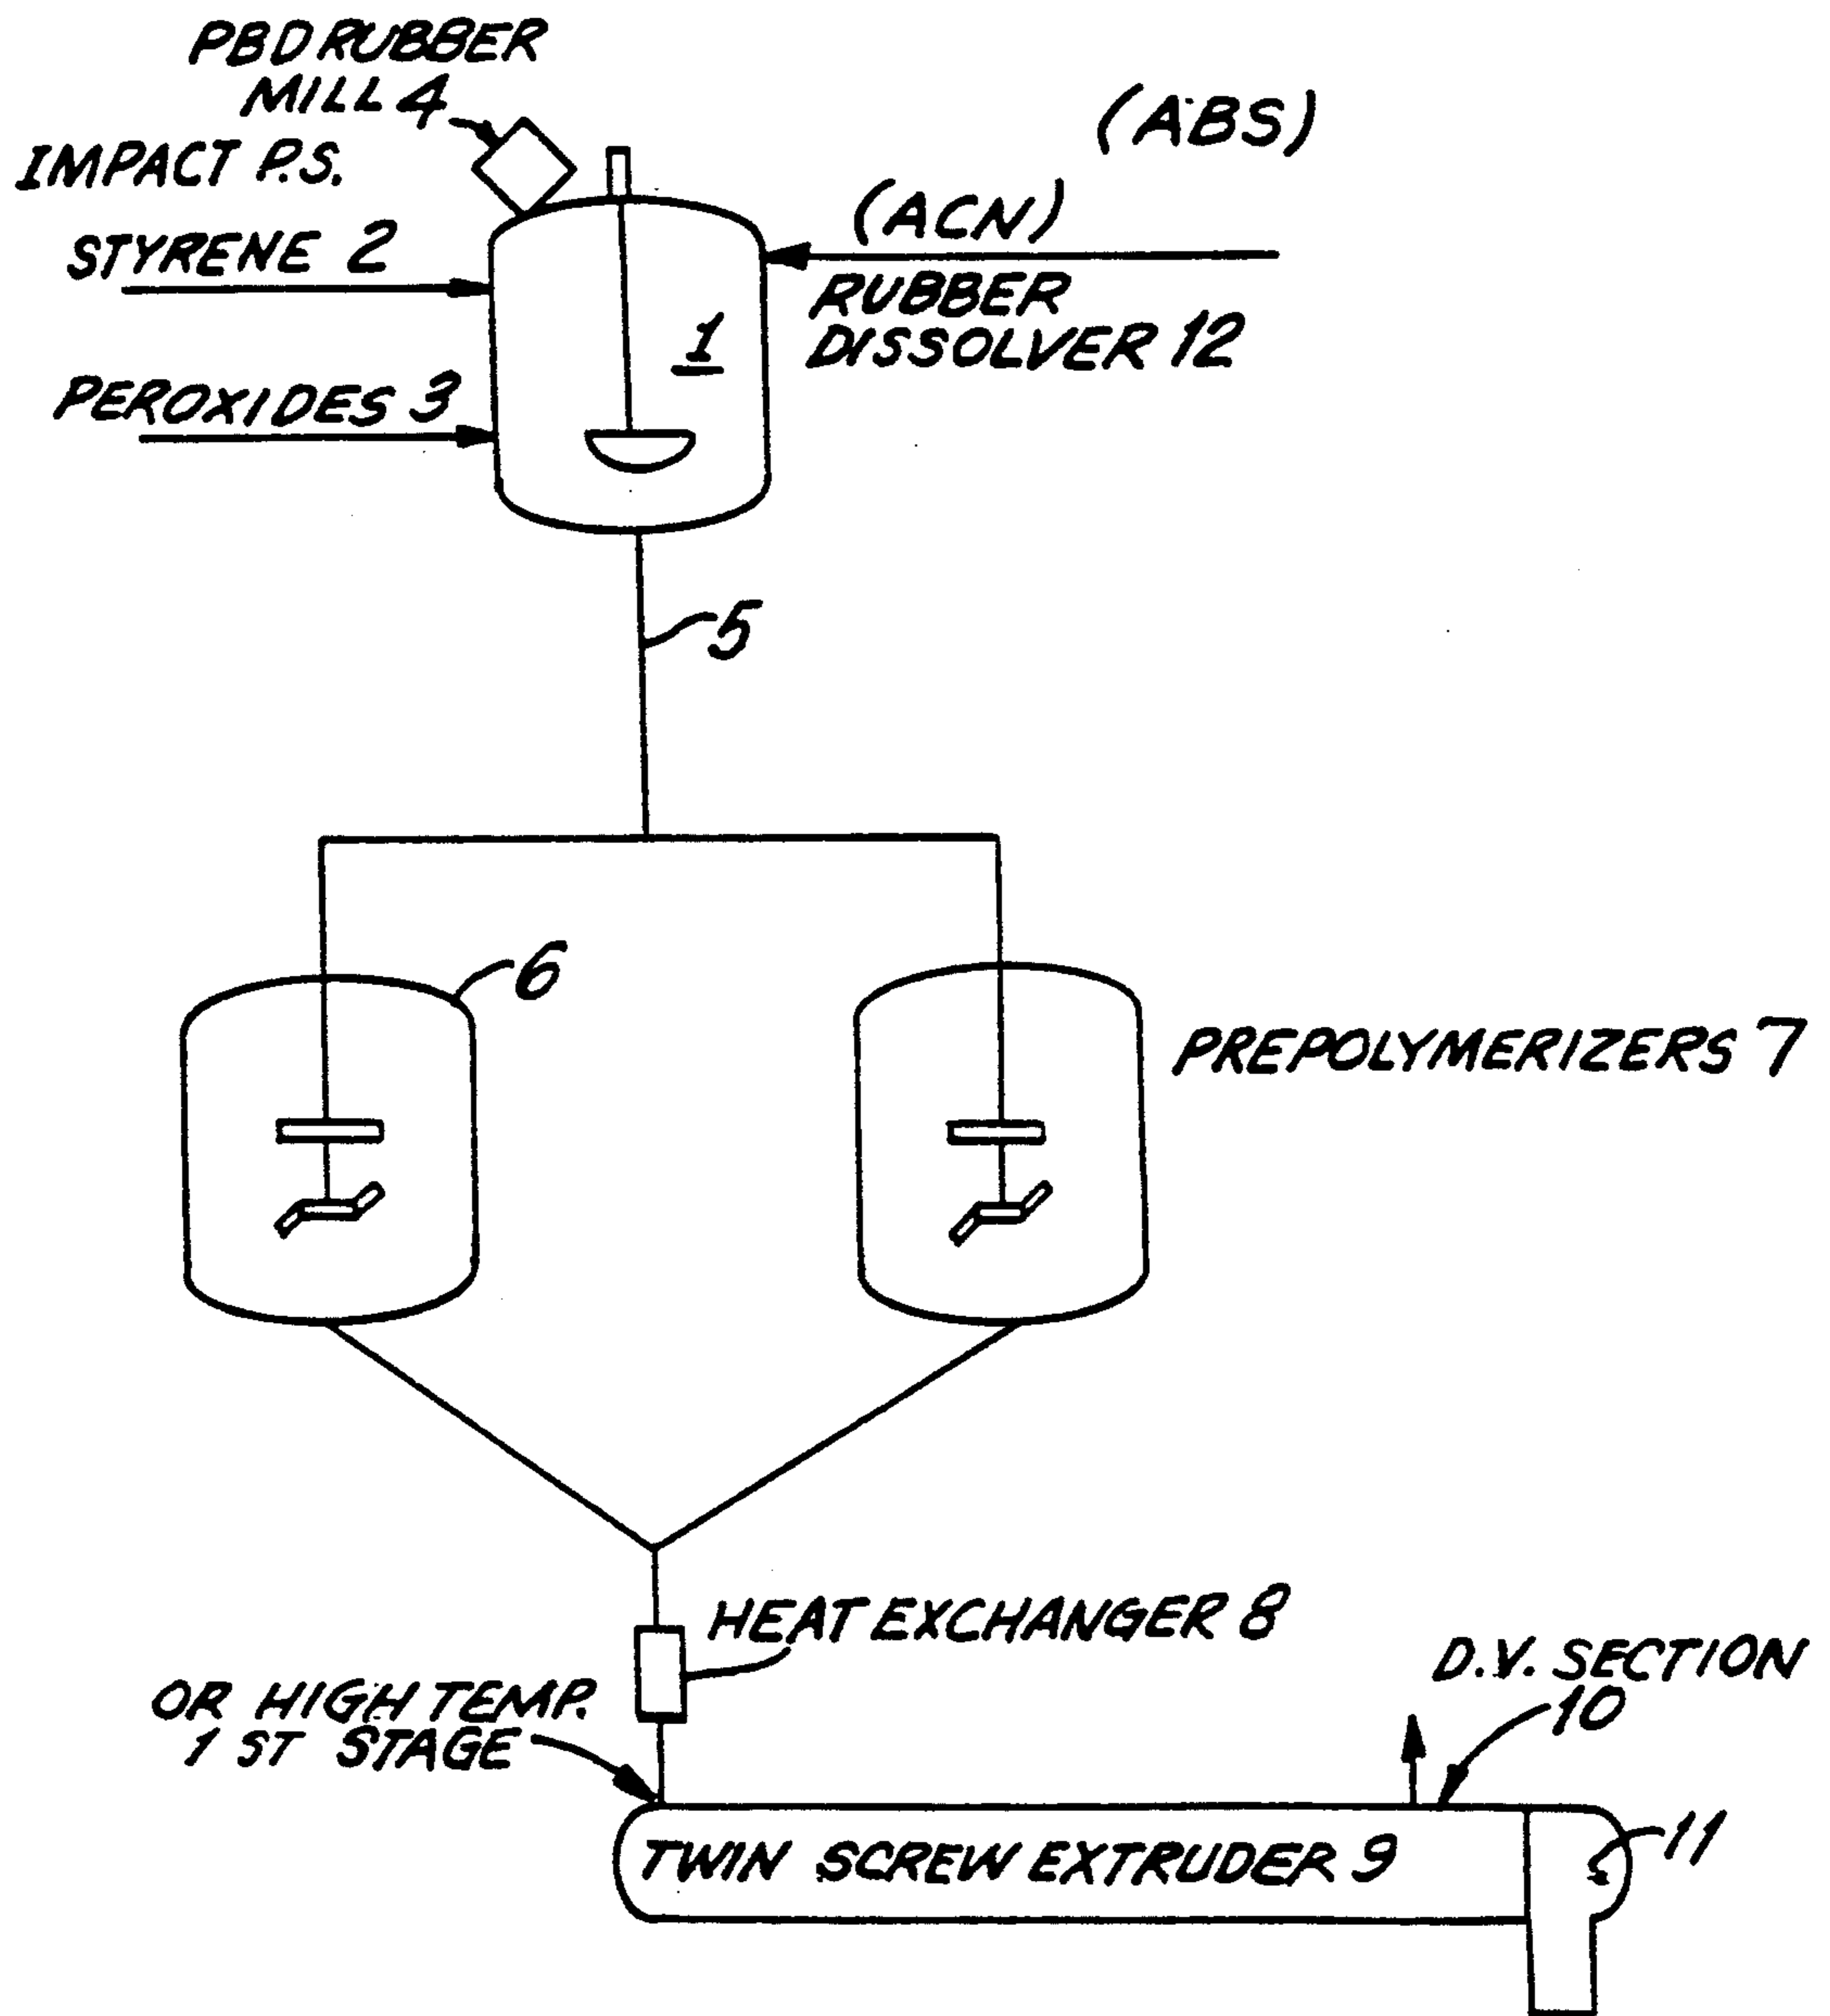 PBD RUBBER
MILL 4
IMPACT P.S.
(ABS)
STYRENE 2
(ACN)
RUBBER
DISSOLVER 12
1
PEROXIDES 3
5
6
PREPOLYMERIZERS 7
HEAT EXCHANGER 8
OR HIGH TEMP.
1 ST STAGE
D.V. SECTION
10
TWIN SCREW EXTRUDER 9
11